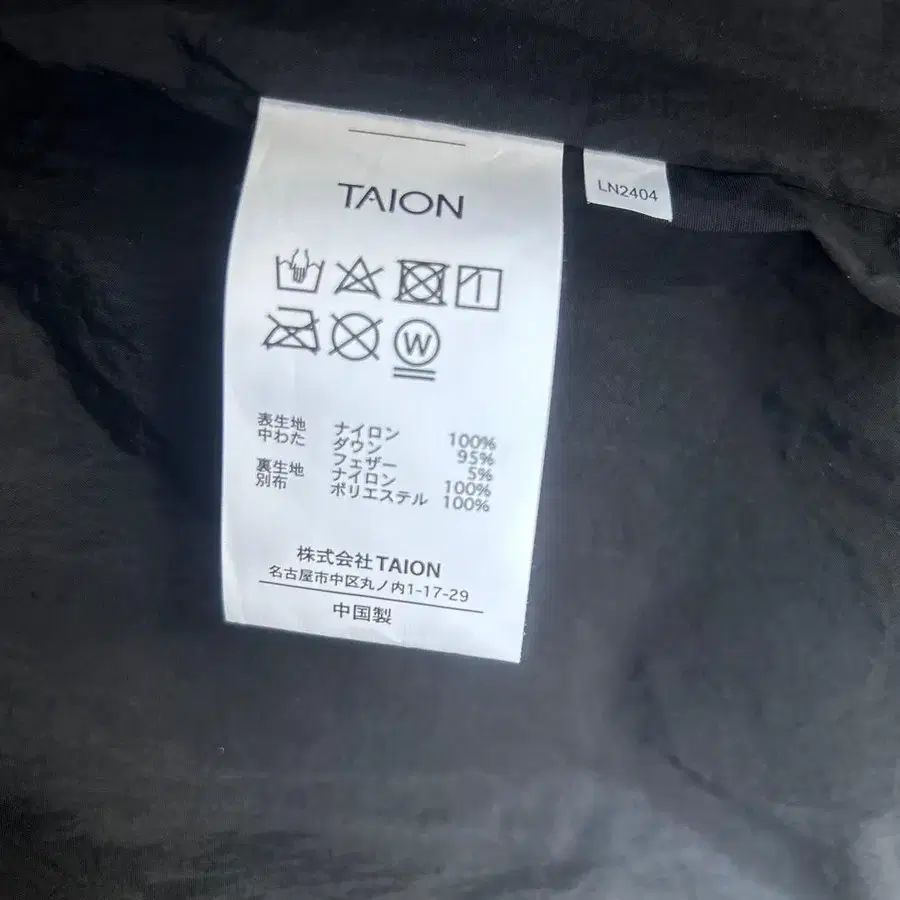 TAION
LN2404
W
表生地 ナイロン 100%
中わた ダウン 95%
フェザー 5%
裏生地 ナイロン 100%
別布 ポリエステル 100%
株式会社TAION
名古屋市中区丸ノ内1-17-29
中国製